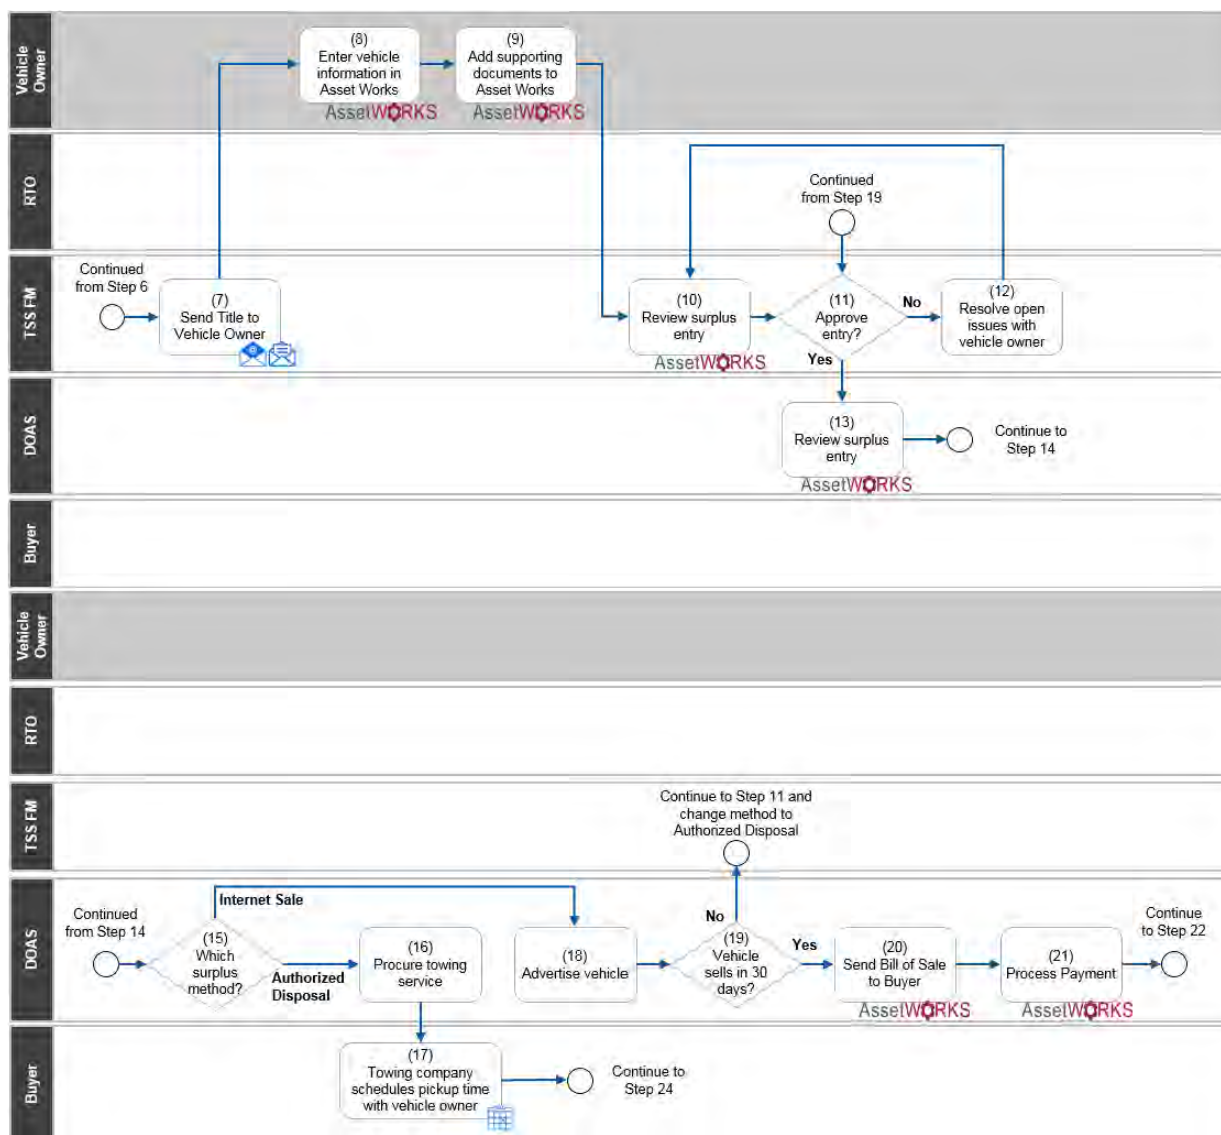 Vehicle
Owner
(8)
Enter vehicle
information in
Asset Works
AssetWORKS
(9)
Add supporting
documents to
Asset Works
AssetWORKS
RTO
Continued
from Step 19
TSS FM
Continued
from Step 6
(7)
Send Title to
Vehicle Owner
(10)
Review surplus
entry
AssetWORKS
(11)
Approve
entry?
No
Yes
(12)
Resolve open
issues with
vehicle owner
DOAS
(13)
Review surplus
entry
AssetWORKS
Continue to
Step 14
Buyer
Vehicle
Owner
RTO
TSS FM
Continue to Step 11 and
change method to
Authorized Disposal
DOAS
Continued
from Step 14
(15)
Which
surplus
method?
Internet Sale
Authorized
Disposal
(16)
Procure towing
service
(18)
Advertise vehicle
No
(19)
Vehicle
sells in 30
days?
Yes
(20)
Send Bill of Sale
to Buyer
AssetWORKS
(21)
Process Payment
AssetWORKS
Continue
to Step 22
Buyer
(17)
Towing company
schedules pickup time
with vehicle owner
Continue to
Step 24